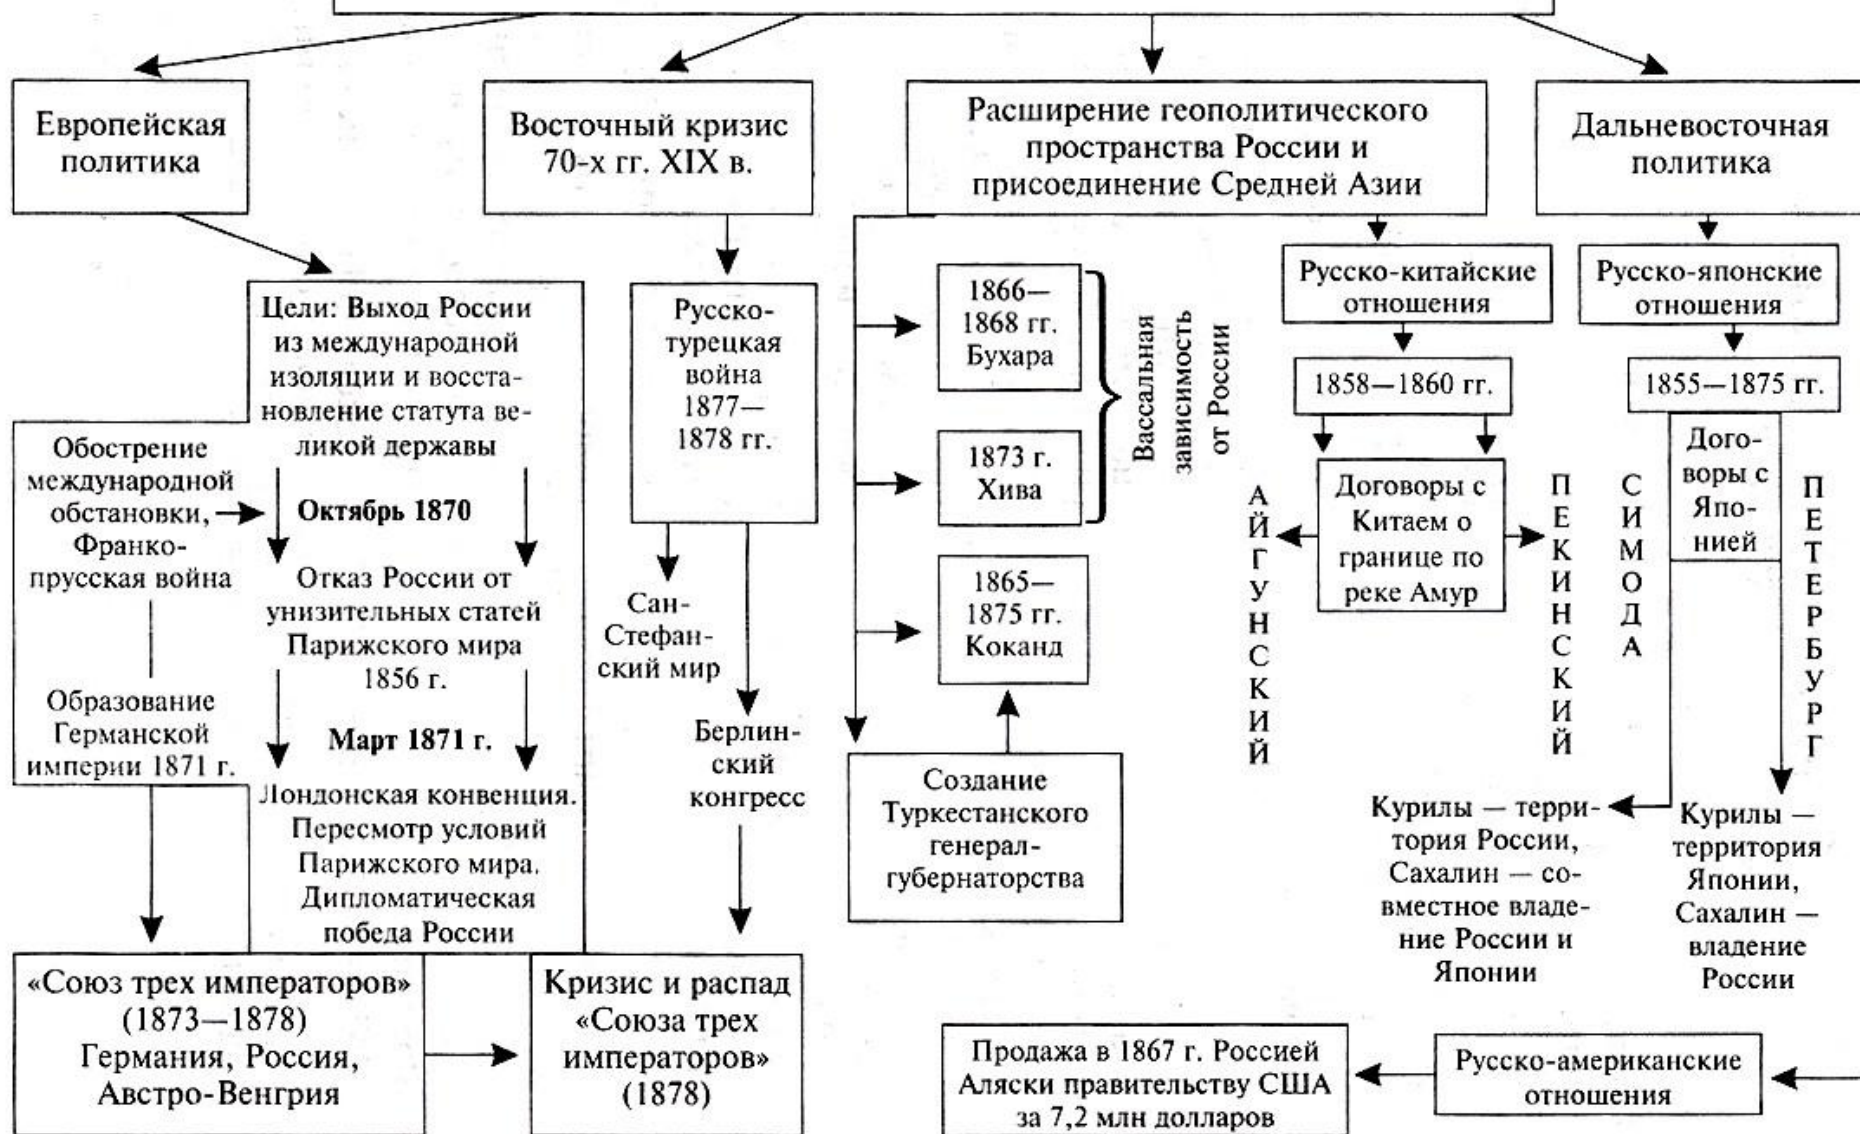 Европейская
политика
Восточный кризис
70-х гг. XIX в.
Расширение геополитического
пространства России и
присоединение Средней Азии
Дальневосточная
политика
Цели: Выход России
из международной
изоляции и восста-
новление статута ве-
ликой державы
Обострение
международной
обстановки,
Франко-
прусская война
Октябрь 1870
Отказ России от
унизительных статей
Парижского мира
1856 г.
Образование
Германской
империи 1871 г.
Март 1871 г.
Лондонская конвенция.
Пересмотр условий
Парижского мира.
Дипломатическая
победа России
«Союз трех императоров»
(1873—1878)
Германия, Россия,
Австро-Венгрия
Русско-
турецкая
война
1877—
1878 гг.
Сан-
Стефан-
ский мир
Берлин-
ский
конгресс
Кризис и распад
«Союза трех
императоров»
(1878)
1866—
1868 гг.
Бухара
1873 г.
Хива
Вассальная
зависимость
от России
1865—
1875 гг.
Коканд
Создание
Туркестанского
генерал-
губернаторства
Русско-китайские
отношения
1858—1860 гг.
Договоры с
Китаем о
границе по
реке Амур
АЙГУНСКИЙ
ПЕКИНСКИЙ
Русско-японские
отношения
1855—1875 гг.
Дого-
воры с
Япо-
нией
СИМОДА
ПЕТЕРБУРГ
Курилы — терри-
тория России,
Сахалин — со-
вместное владе-
ние России и
Японии
Курилы —
территория
Японии,
Сахалин —
владение
России
Русско-американские
отношения
Продажа в 1867 г. Россией
Аляски правительству США
за 7,2 млн долларов